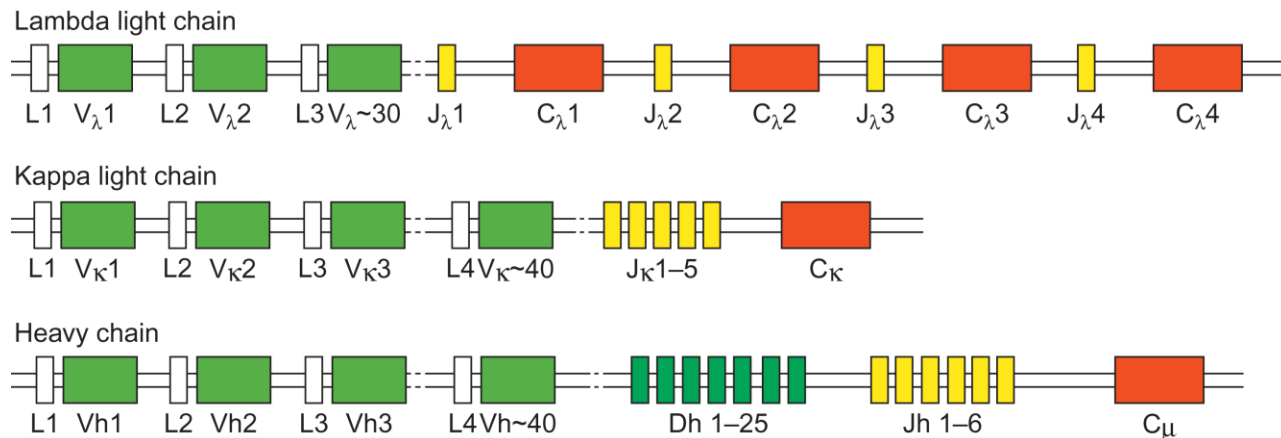 Lambda light chain
L1 Vλ1 L2 Vλ2 L3 Vλ~30 Jλ1 Cλ1 Jλ2 Cλ2 Jλ3 Cλ3 Jλ4 Cλ4
Kappa light chain
L1 Vκ1 L2 Vκ2 L3 Vκ3 L4 Vκ~40 Jκ1–5 Cκ
Heavy chain
L1 Vh1 L2 Vh2 L3 Vh3 L4 Vh~40 Dh 1–25 Jh 1–6 Cμ